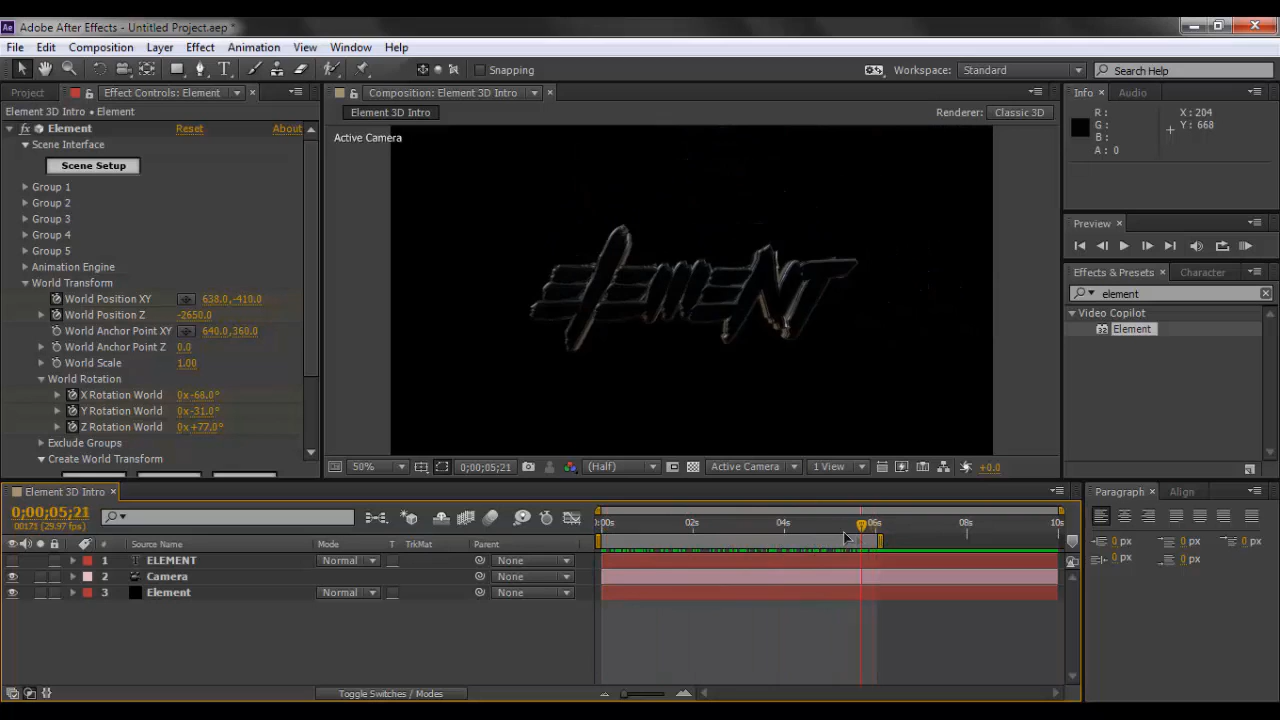 Adobe After Effects - Untitled Project.aep *
File Edit Composition Layer Effect Animation View Window Help
Snapping
Workspace: Standard
Search Help
Project
Effect Controls: Element
Element 3D Intro • Element
fx Element Reset About
Scene Interface
Scene Setup
Group 1
Group 2
Group 3
Group 4
Group 5
Animation Engine
World Transform
World Position XY 638.0,-410.0
World Position Z -2650.0
World Anchor Point XY 640.0,360.0
World Anchor Point Z 0.0
World Scale 1.00
World Rotation
X Rotation World 0x-68.0°
Y Rotation World 0x-31.0°
Z Rotation World 0x+77.0°
Exclude Groups
Create World Transform
Composition: Element 3D Intro
Element 3D Intro
Renderer: Classic 3D
Active Camera
ELEMENT
50%
0;00;05;21
(Half)
Active Camera
1 View
+0.0
Info Audio
R:
G:
B:
A: 0
X: 204
Y: 668
Preview
Effects & Presets Character
element
Video Copilot
Element
Element 3D Intro
0;00;05;21
00171 (29.97 fps)
Source Name Mode T TrkMat Parent
1 T ELEMENT Normal None
2 Camera None
3 Element Normal None
0:00s 02s 04s 06s 08s 10s
Toggle Switches / Modes
Paragraph Align
0 px 0 px 0 px
0 px 0 px